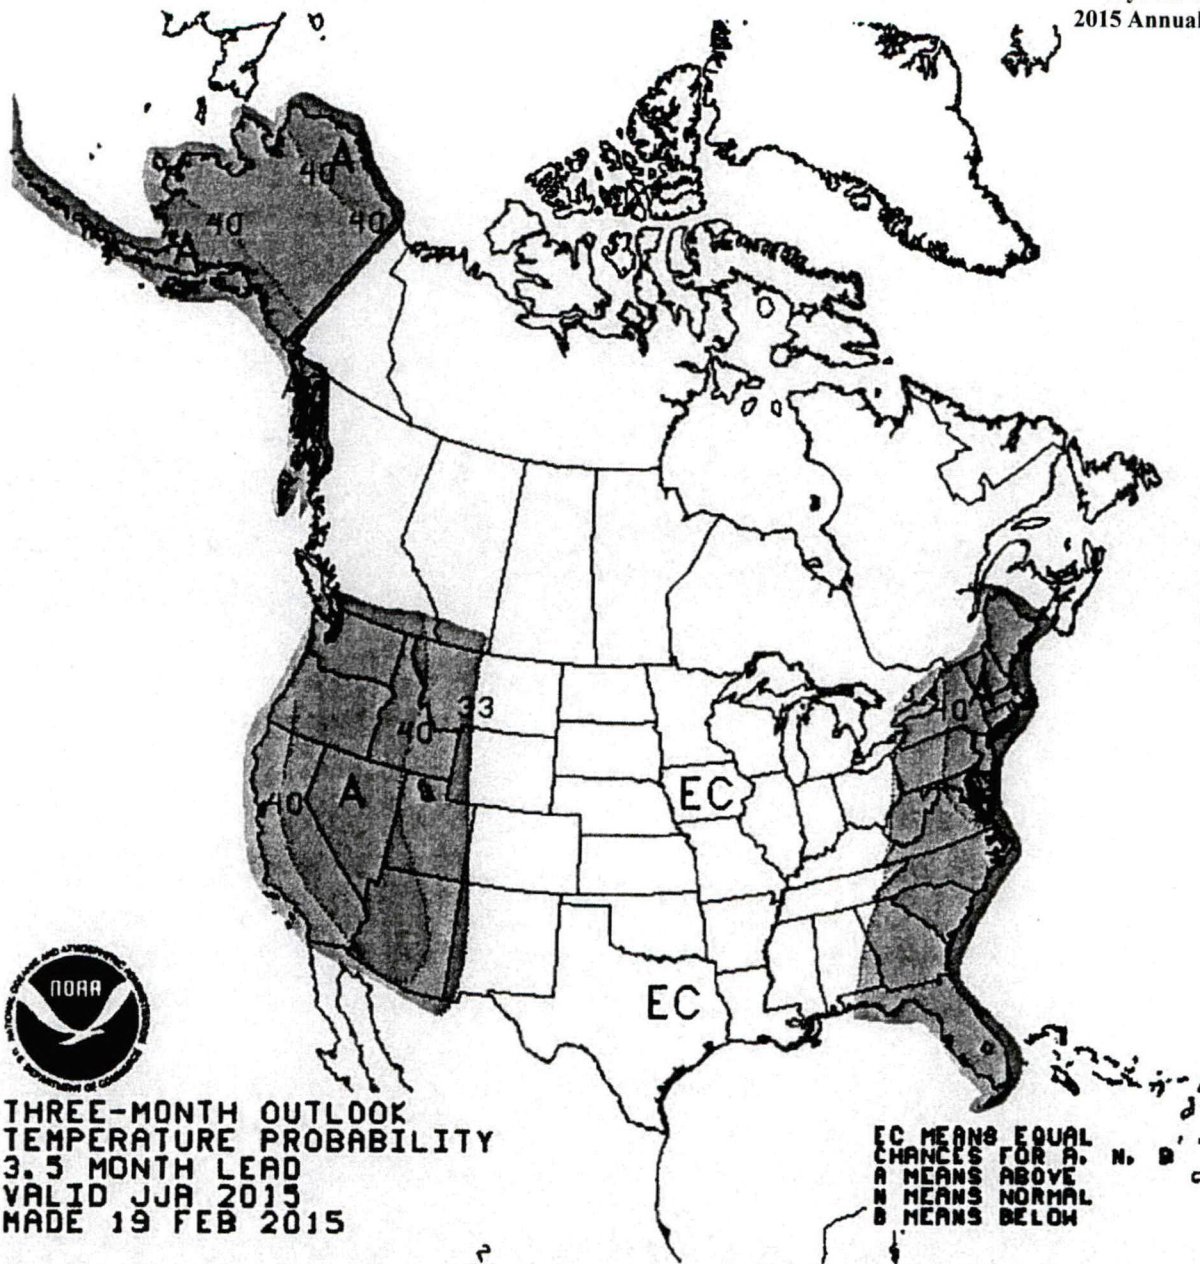 2015 Annual
A
40
40
40
A
33
40
A
40
A
40
EC
EC
NOAA
THREE-MONTH OUTLOOK
TEMPERATURE PROBABILITY
3.5 MONTH LEAD
VALID JJA 2015
MADE 19 FEB 2015
EC MEANS EQUAL
CHANCES FOR A, N, B
A MEANS ABOVE
N MEANS NORMAL
B MEANS BELOW